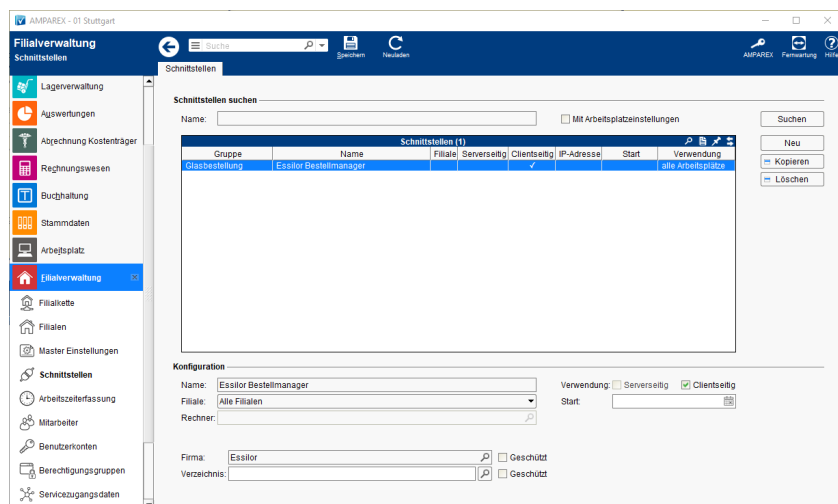 AMPAREX - 01 Stuttgart
Filialverwaltung
Schnittstellen
Suche
Speichern
Neuladen
AMPAREX
Fernwartung
Hilfe
Schnittstellen
Lagerverwaltung
Auswertungen
Abrechnung Kostenträger
Rechnungswesen
Buchhaltung
Stammdaten
Arbeitsplatz
Filialverwaltung
Filialkette
Filialen
Master Einstellungen
Schnittstellen
Arbeitszeiterfassung
Mitarbeiter
Benutzerkonten
Berechtigungsgruppen
Servicezugangsdaten
Schnittstellen suchen
Name:
Mit Arbeitsplatzeinstellungen
Suchen
Schnittstellen (1)
Gruppe Name Filiale Serverseitig Clientseitig IP-Adresse Start Verwendung
Glasbestellung Essilor Bestellmanager ✓ alle Arbeitsplätze
Neu
Kopieren
Löschen
Konfiguration
Name: Essilor Bestellmanager Verwendung: Serverseitig Clientseitig
Filiale: Alle Filialen Start:
Rechner:
Firma: Essilor Geschützt
Verzeichnis: Geschützt